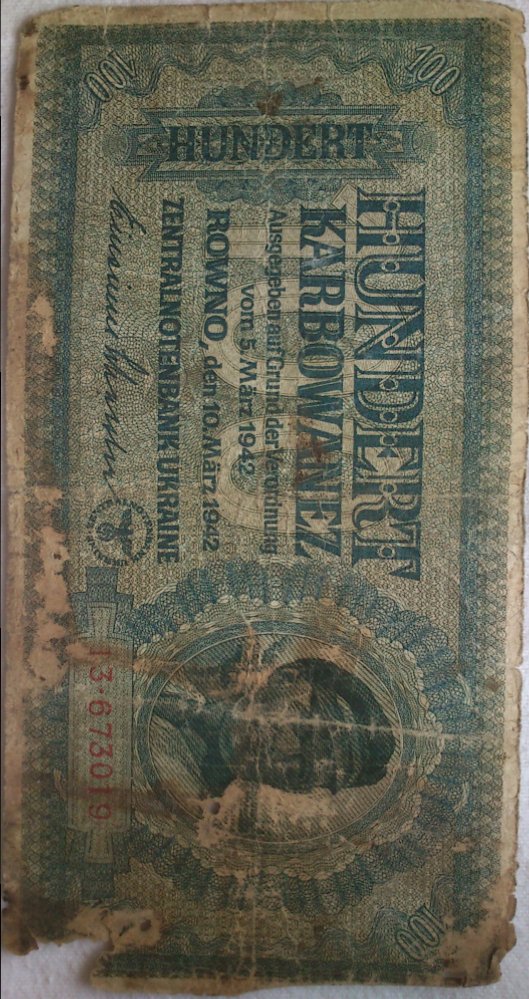 100
100
HUNDERT
HUNDERT
KARBOWANEZ
Ausgegeben auf Grund der Verordnung
vom 5. März 1942
ROWNO, den 10. März 1942
ZENTRALNOTENBANK UKRAINE
13·673019
100